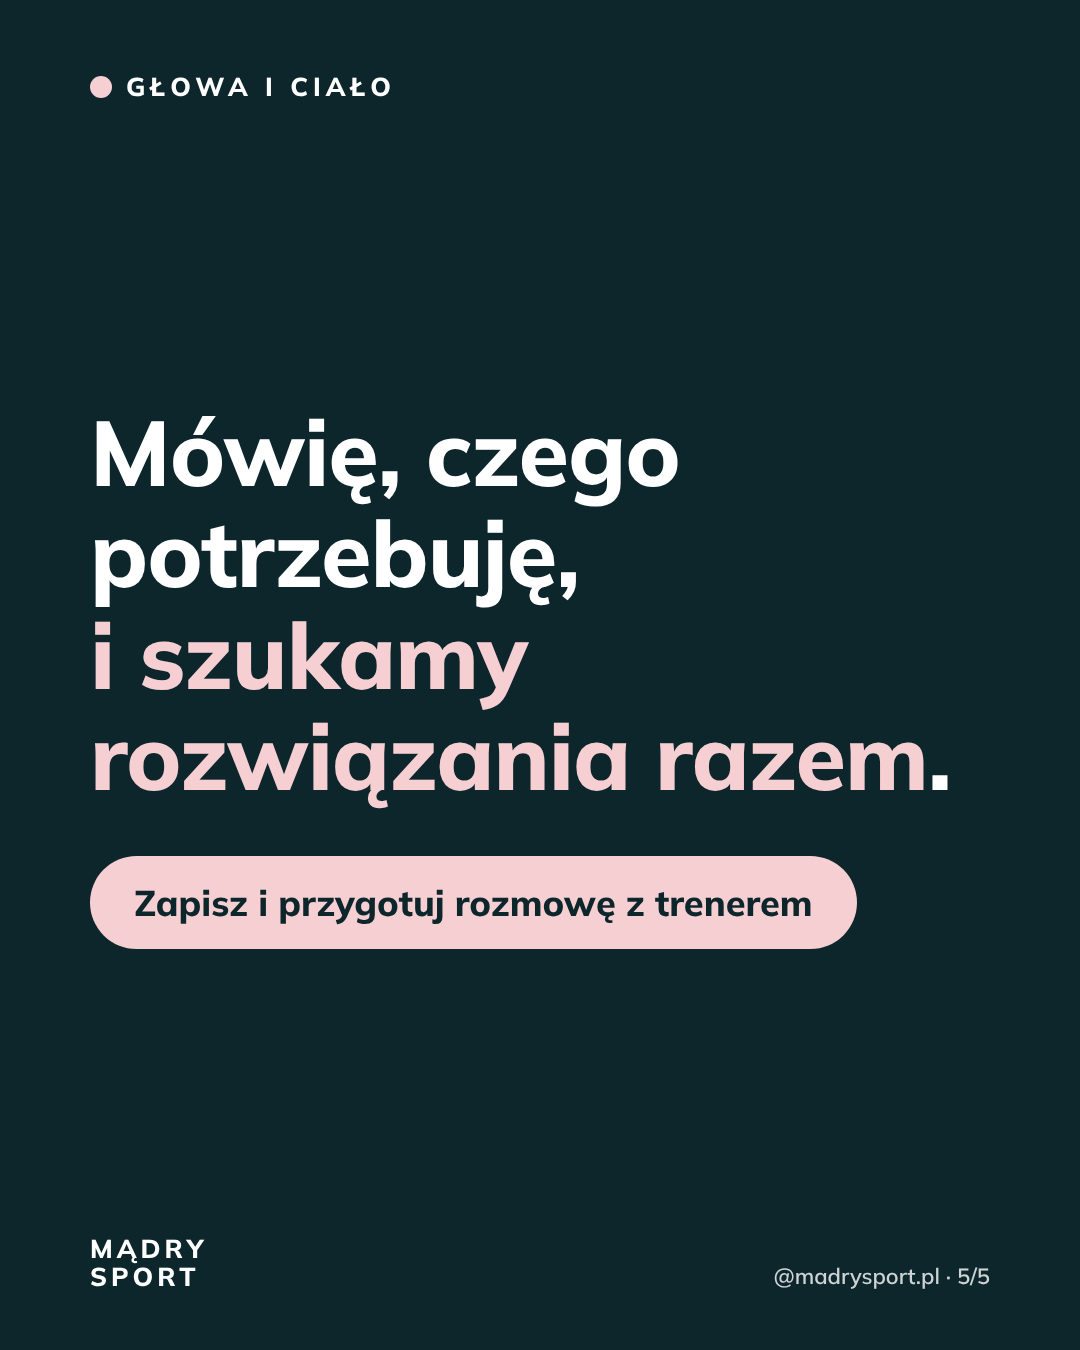 GŁOWA I CIAŁO
Mówię, czego
potrzebuję,
i szukamy
rozwiązania razem.
Zapisz i przygotuj rozmowę z trenerem
MĄDRY
SPORT
@madrysport.pl · 5/5